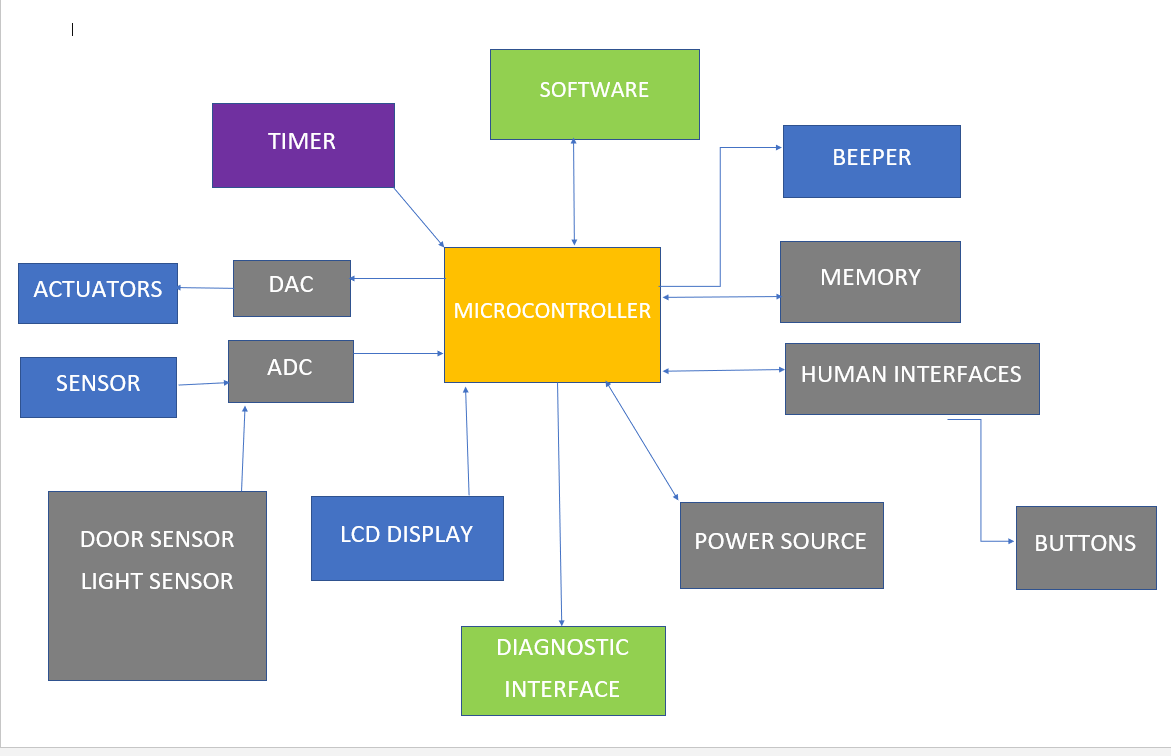 SOFTWARE
TIMER
BEEPER
MEMORY
DAC
ACTUATORS
MICROCONTROLLER
ADC
SENSOR
HUMAN INTERFACES
DOOR SENSOR
LIGHT SENSOR
LCD DISPLAY
POWER SOURCE
BUTTONS
DIAGNOSTIC
INTERFACE